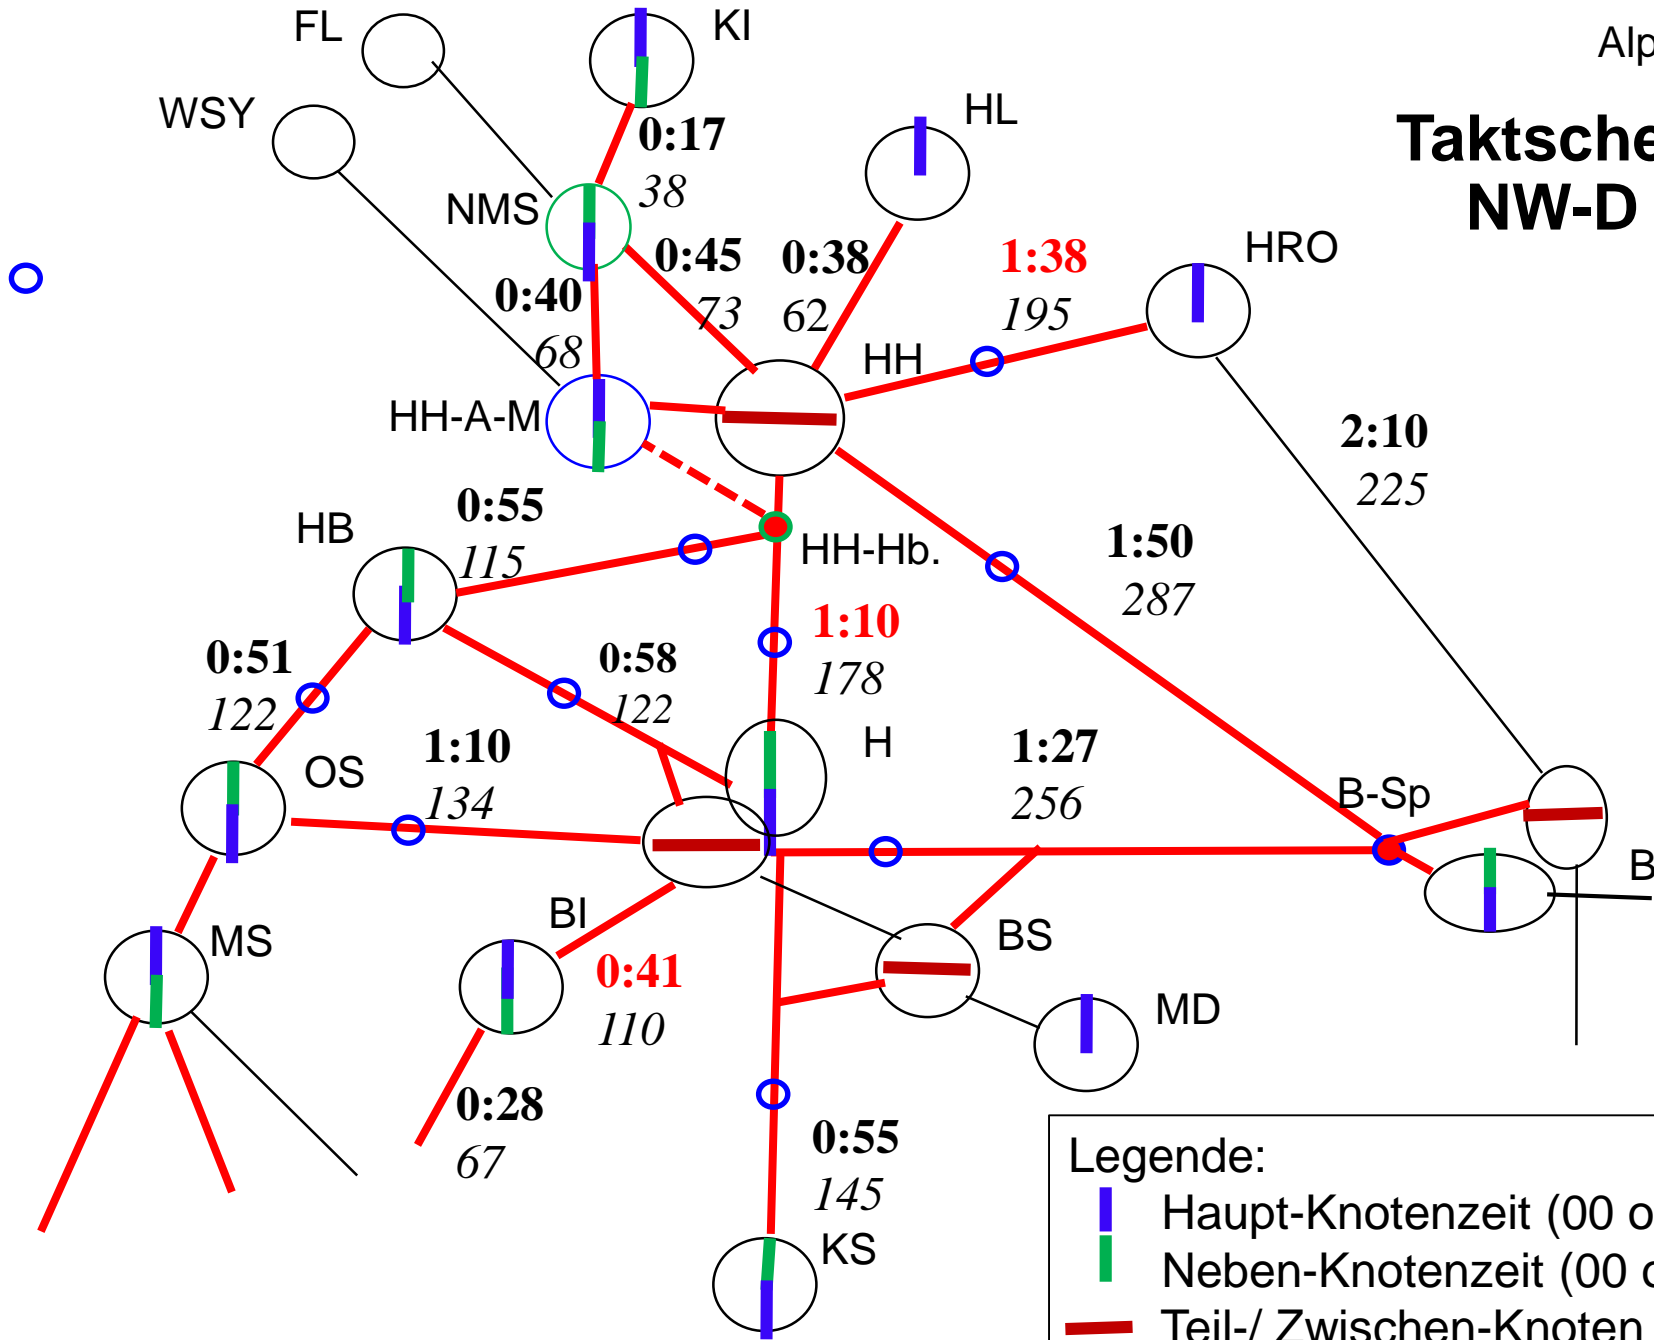 FL
KI
Alp
WSY
HL
Taktsche
NW-D
0:17
38
NMS
0:45
73
0:38
62
1:38
195
HRO
0:40
68
HH
HH-A-M
2:10
225
HB
0:55
115
HH-Hb.
1:50
287
1:10
178
0:51
122
0:58
122
OS
1:10
134
H
1:27
256
B-Sp
B
MS
BI
0:41
110
BS
MD
0:28
67
0:55
145
KS
Legende:
Haupt-Knotenzeit (00 o
Neben-Knotenzeit (00 o
Teil-/ Zwischen-Knoten